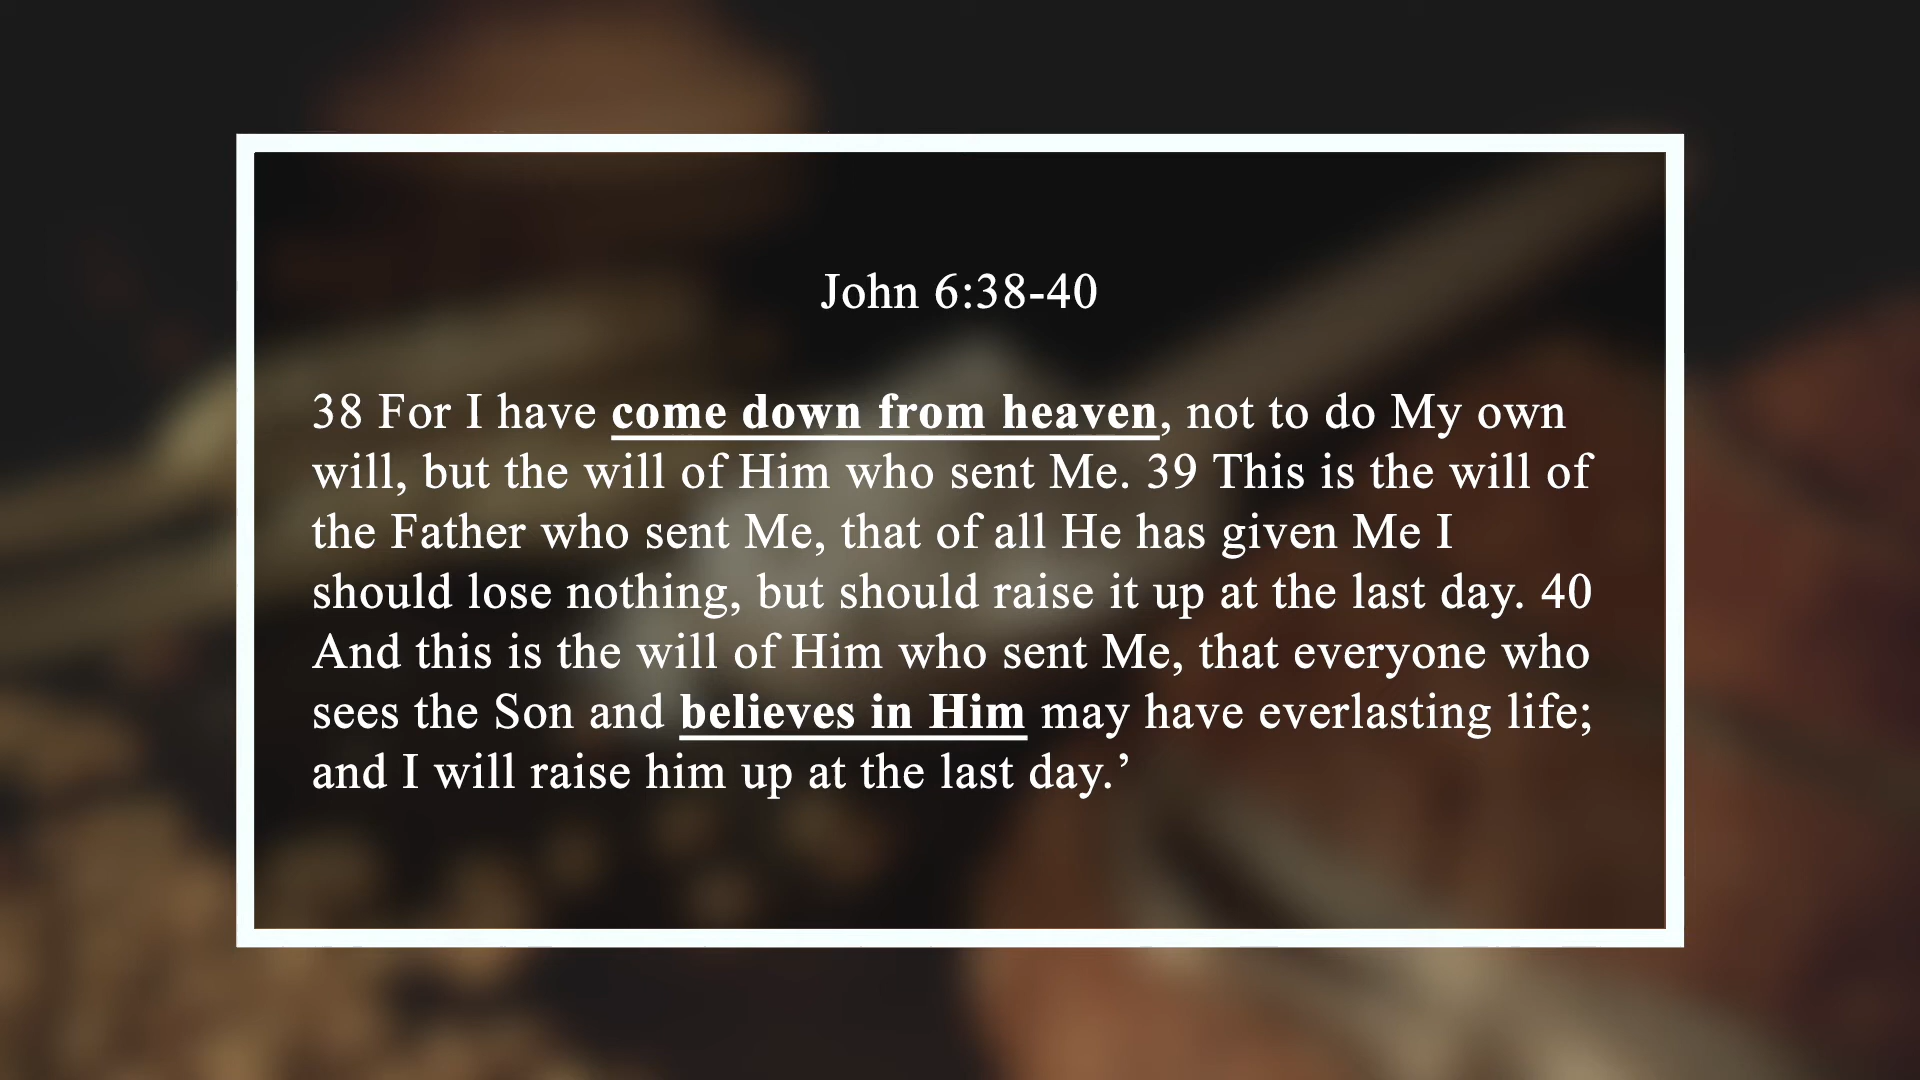 John 6:38-40
38 For I have come down from heaven, not to do My own
will, but the will of Him who sent Me. 39 This is the will of
the Father who sent Me, that of all He has given Me I
should lose nothing, but should raise it up at the last day. 40
And this is the will of Him who sent Me, that everyone who
sees the Son and believes in Him may have everlasting life;
and I will raise him up at the last day.’